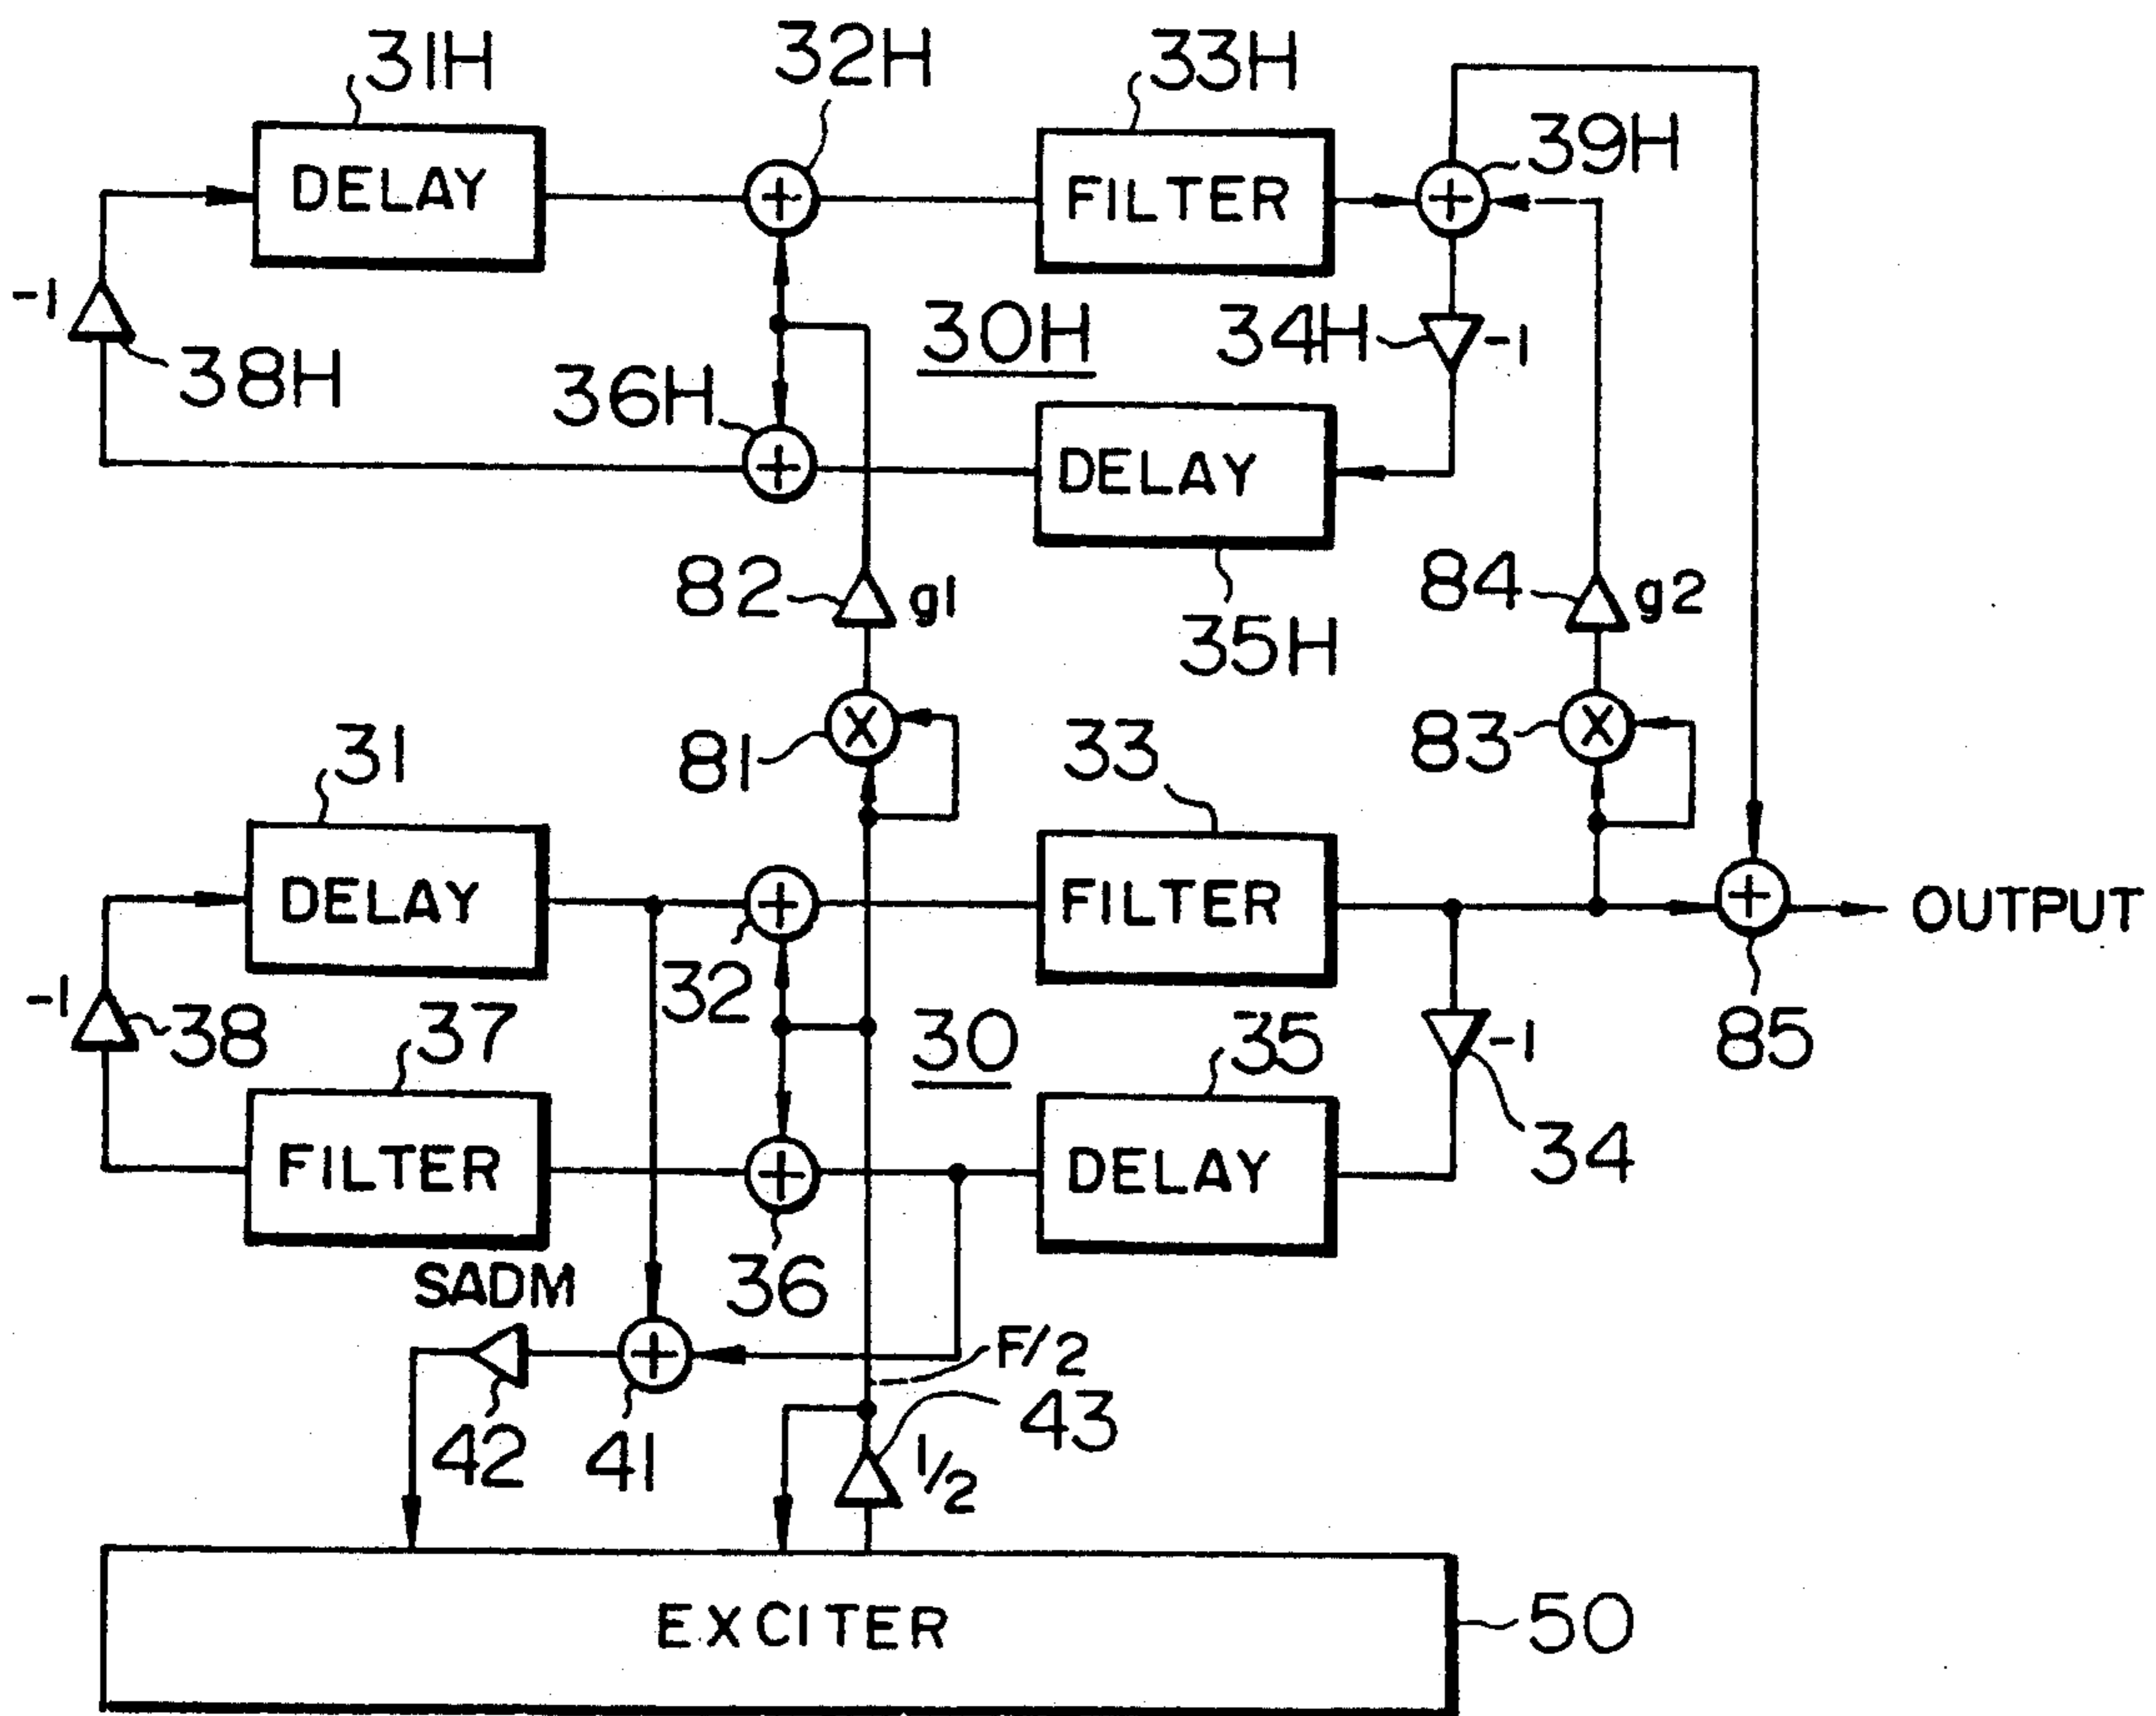 31H
32H
33H
39H
DELAY
FILTER
-1
38H
36H
30H
34H
-1
DELAY
82
g1
35H
84
g2
31
81
33
83
DELAY
FILTER
OUTPUT
32
-1
38
37
30
35
-1
85
FILTER
DELAY
34
36
SADM
F/2
43
42
41
1/2
EXCITER
50